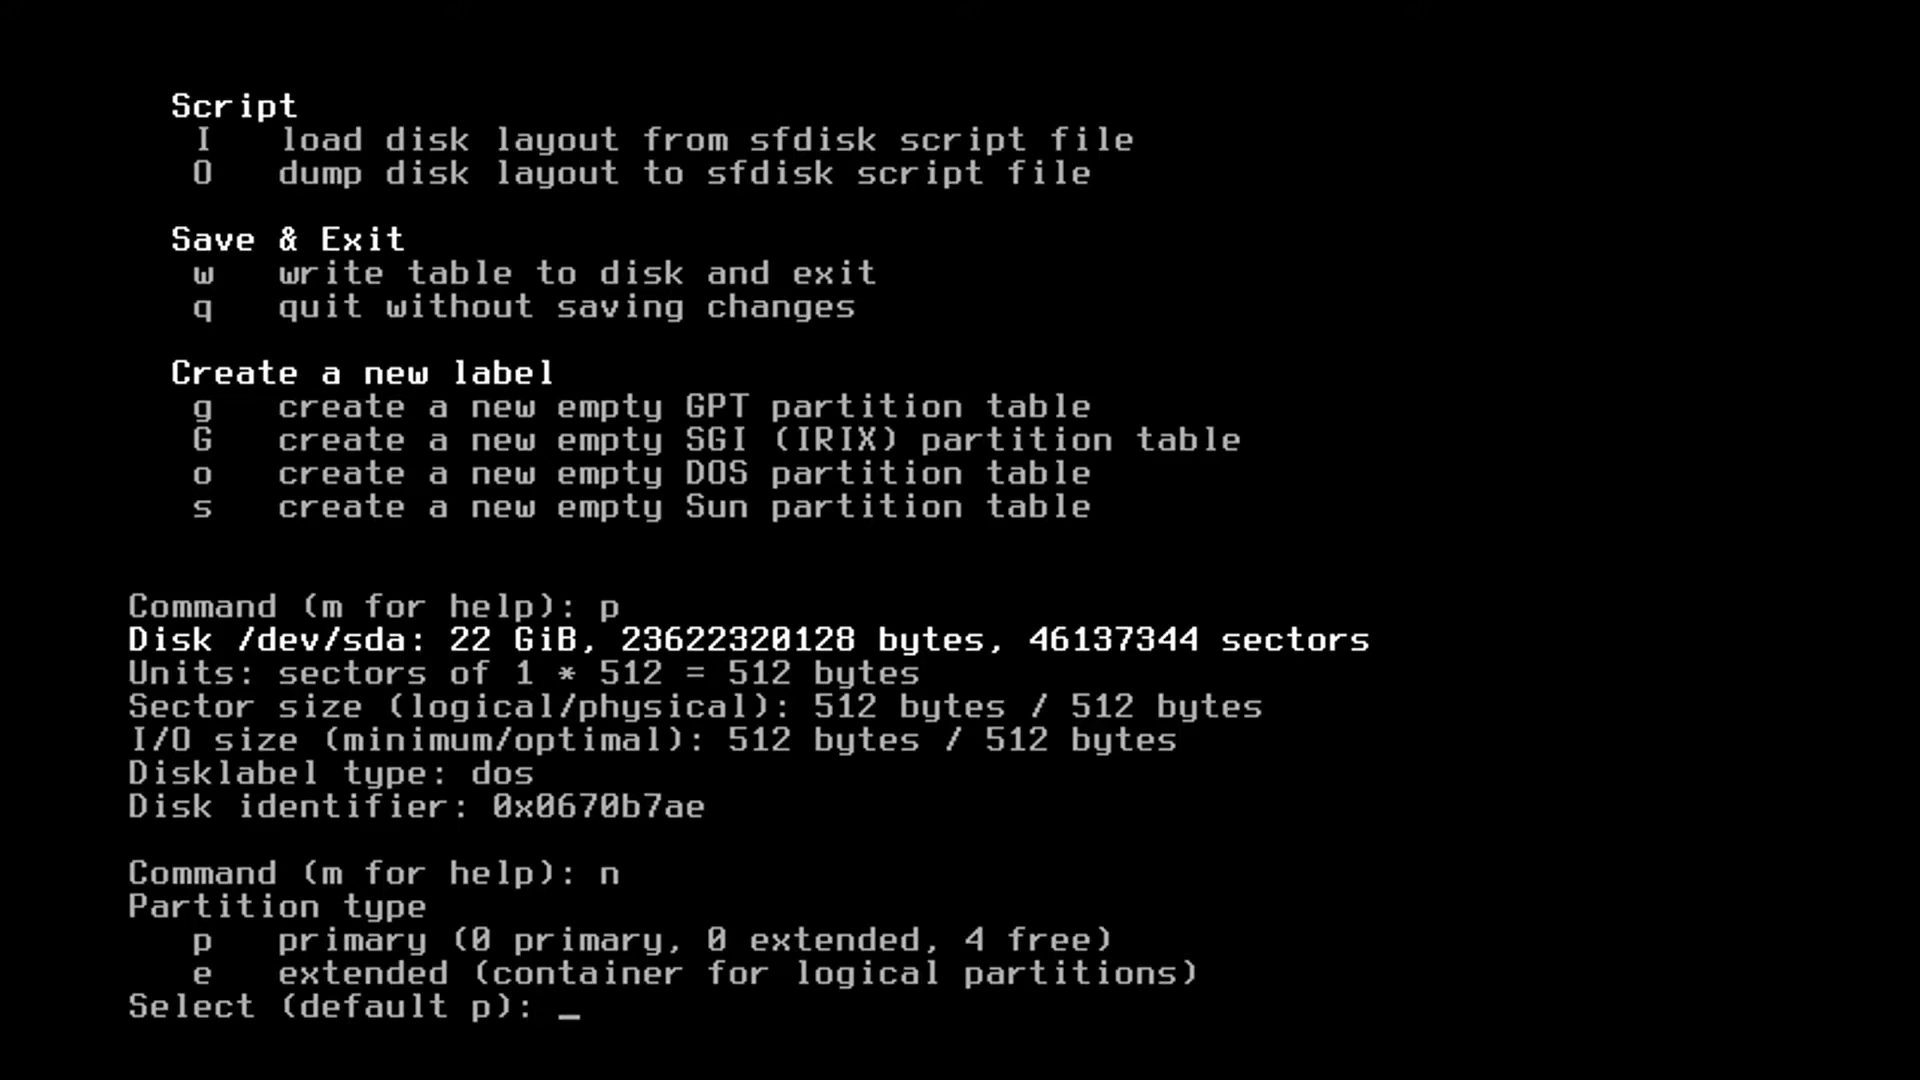 Script
I load disk layout from sfdisk script file
O dump disk layout to sfdisk script file
Save & Exit
w write table to disk and exit
q quit without saving changes
Create a new label
g create a new empty GPT partition table
G create a new empty SGI (IRIX) partition table
o create a new empty DOS partition table
s create a new empty Sun partition table
Command (m for help): p
Disk /dev/sda: 22 GiB, 23622320128 bytes, 46137344 sectors
Units: sectors of 1 * 512 = 512 bytes
Sector size (logical/physical): 512 bytes / 512 bytes
I/O size (minimum/optimal): 512 bytes / 512 bytes
Disklabel type: dos
Disk identifier: 0x0670b7ae
Command (m for help): n
Partition type
p primary (0 primary, 0 extended, 4 free)
e extended (container for logical partitions)
Select (default p): _